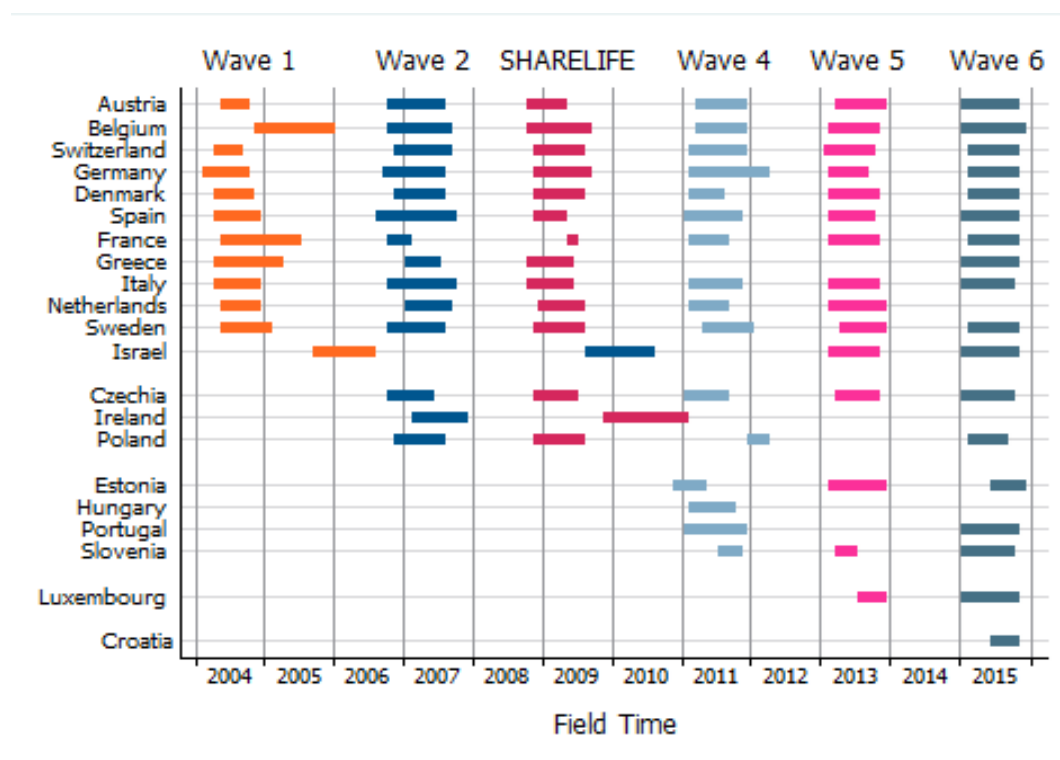 Wave 1 Wave 2 SHARELIFE Wave 4 Wave 5 Wave 6
Austria
Belgium
Switzerland
Germany
Denmark
Spain
France
Greece
Italy
Netherlands
Sweden
Israel
Czechia
Ireland
Poland
Estonia
Hungary
Portugal
Slovenia
Luxembourg
Croatia
2004 2005 2006 2007 2008 2009 2010 2011 2012 2013 2014 2015
Field Time